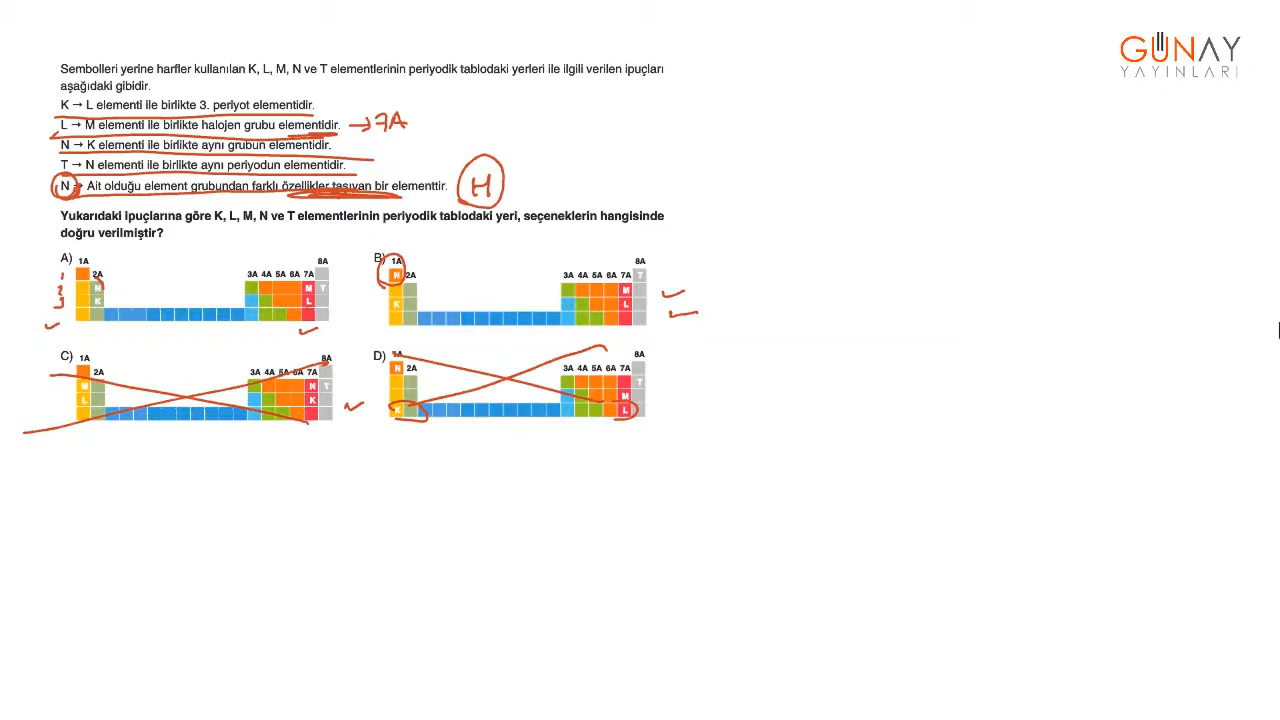 GÜNAY
YAYINLARI
Sembolleri yerine harfler kullanılan K, L, M, N ve T elementlerinin periyodik tablodaki yerleri ile ilgili verilen ipuçları
aşağıdaki gibidir.
K → L elementi ile birlikte 3. periyot elementidir.
L → M elementi ile birlikte halojen grubu elementidir. → 7A
N → K elementi ile birlikte aynı grubun elementidir.
T → N elementi ile birlikte aynı periyodun elementidir.
N → Ait olduğu element grubundan farklı özellikler taşıyan bir elementtir. H
Yukarıdaki ipuçlarına göre K, L, M, N ve T elementlerinin periyodik tablodaki yeri, seçeneklerin hangisinde
doğru verilmiştir?
A) 1A 8A
1 2A 3A 4A 5A 6A 7A
2 N M T
3 K L
B) 1A 8A
N 2A 3A 4A 5A 6A 7A T
M
K L
C) 1A 8A
2A 3A 4A 5A 6A 7A
M N T
L K
D) 1A 8A
N 2A 3A 4A 5A 6A 7A
T
M
K L